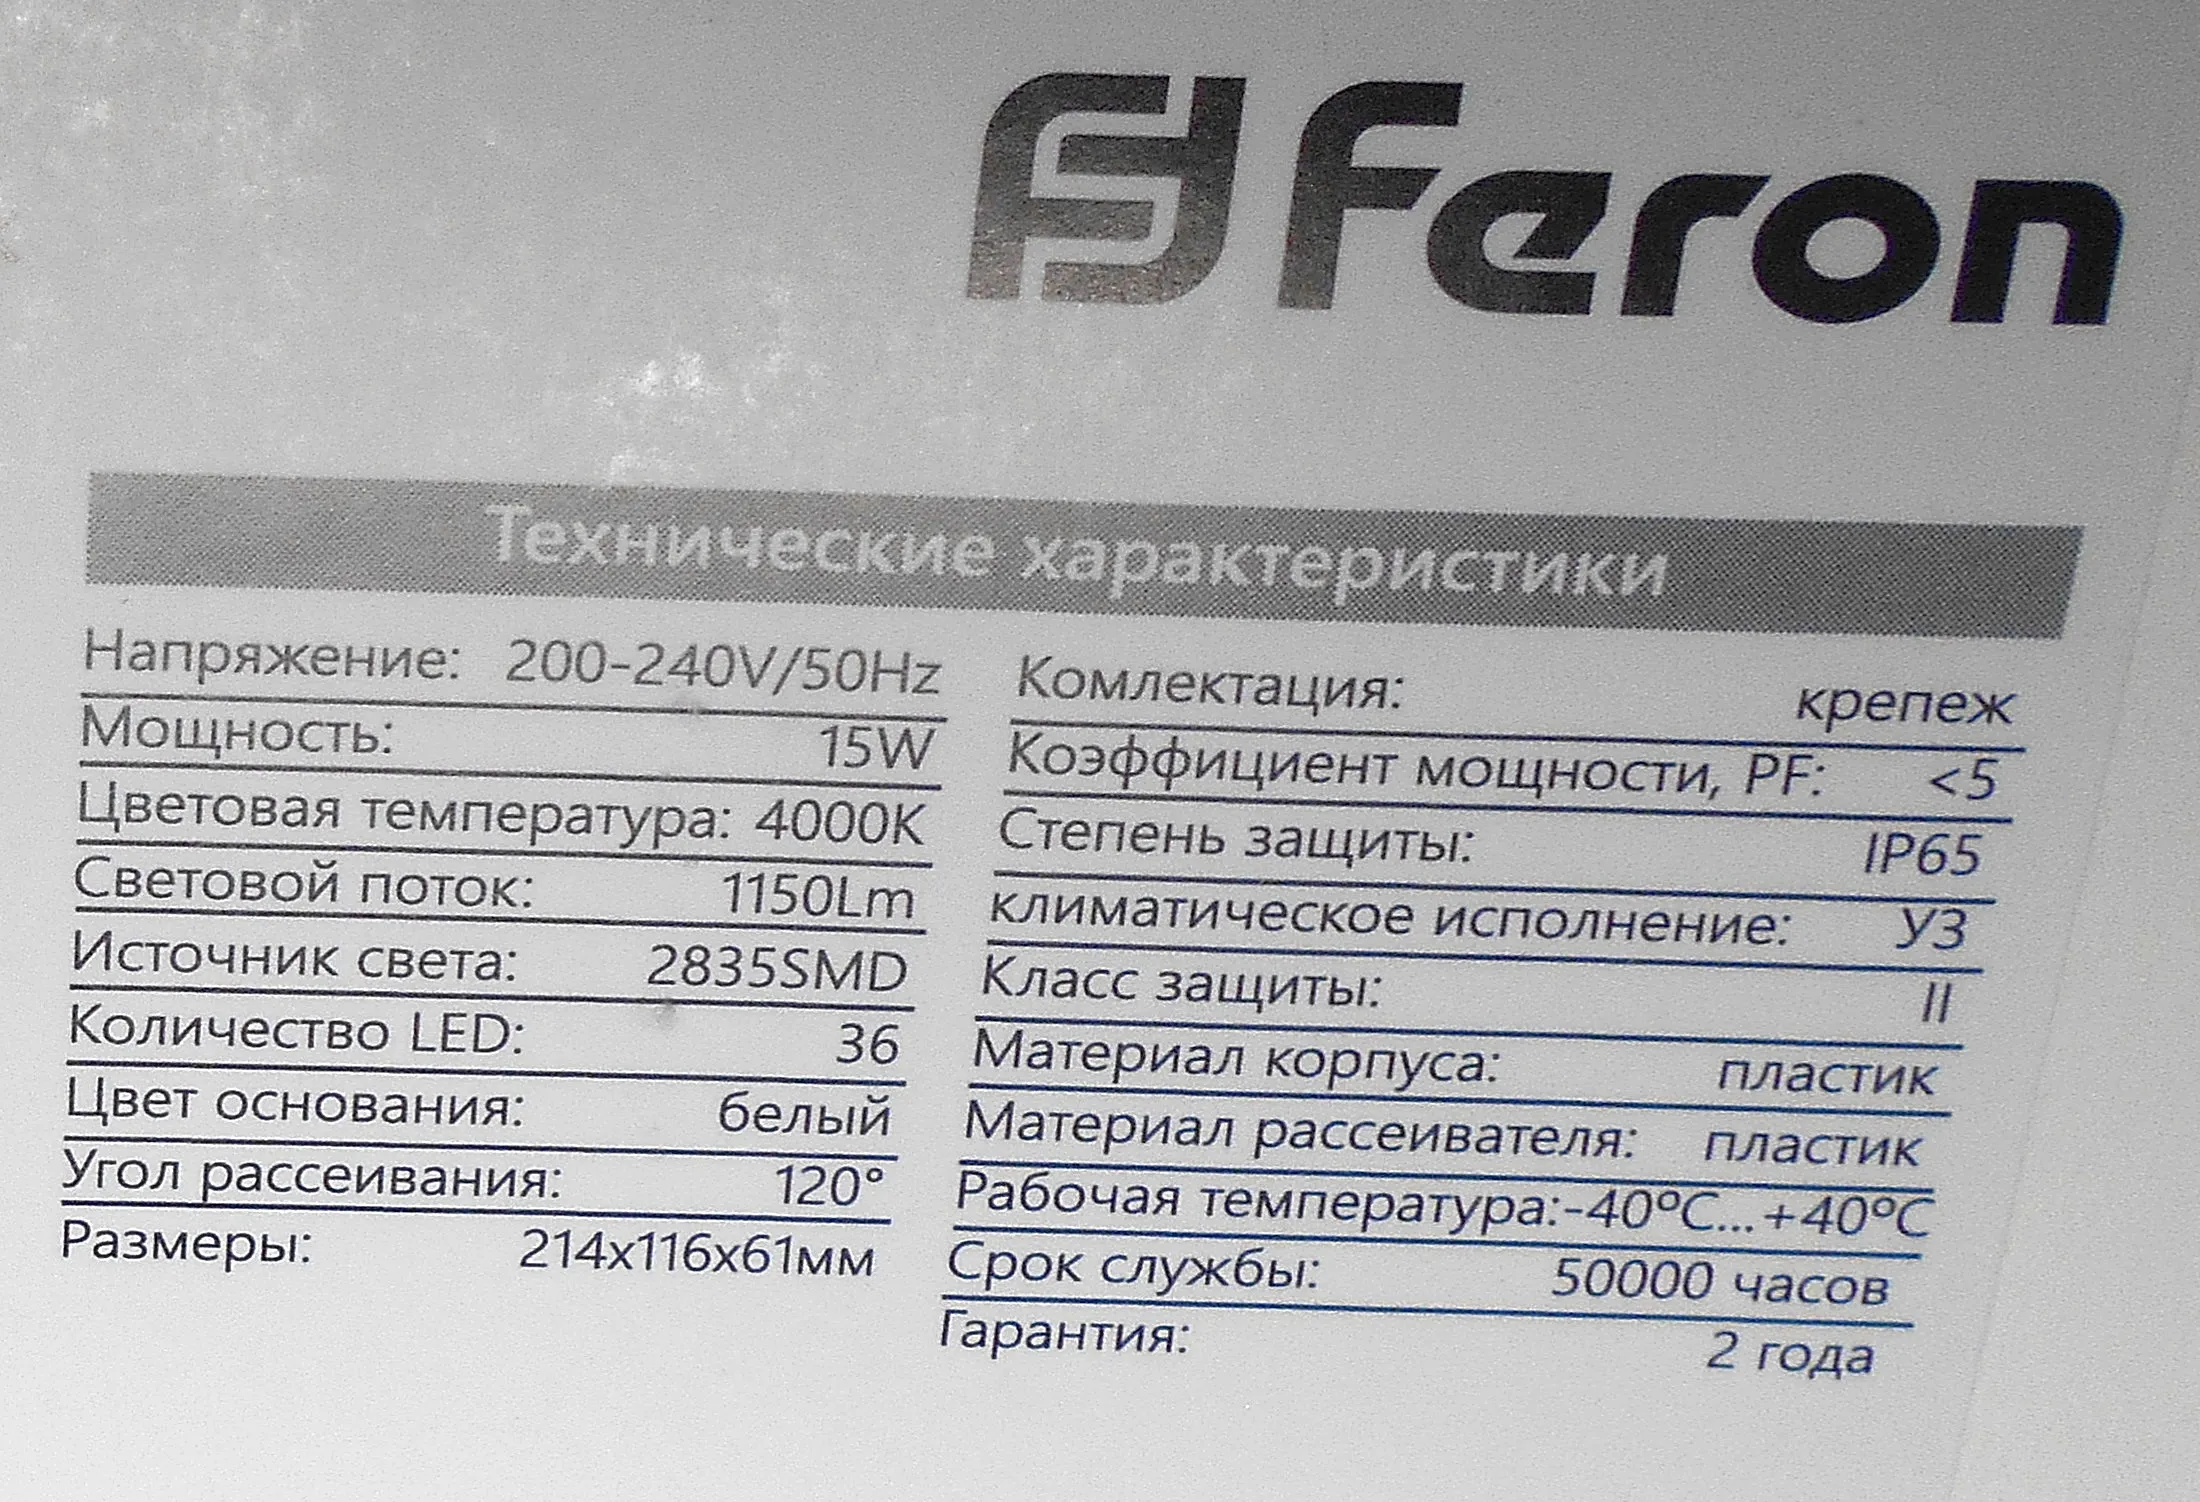 Feron
Технические характеристики
Напряжение: 200-240V/50Hz
Мощность: 15W
Цветовая температура: 4000K
Световой поток: 1150Lm
Источник света: 2835SMD
Количество LED: 36
Цвет основания: белый
Угол рассеивания: 120°
Размеры: 214x116x61мм
Комлектация: крепеж
Коэффициент мощности, PF: <5
Степень защиты: IP65
климатическое исполнение: У3
Класс защиты: II
Материал корпуса: пластик
Материал рассеивателя: пластик
Рабочая температура:-40ºC...+40ºC
Срок службы: 50000 часов
Гарантия: 2 года